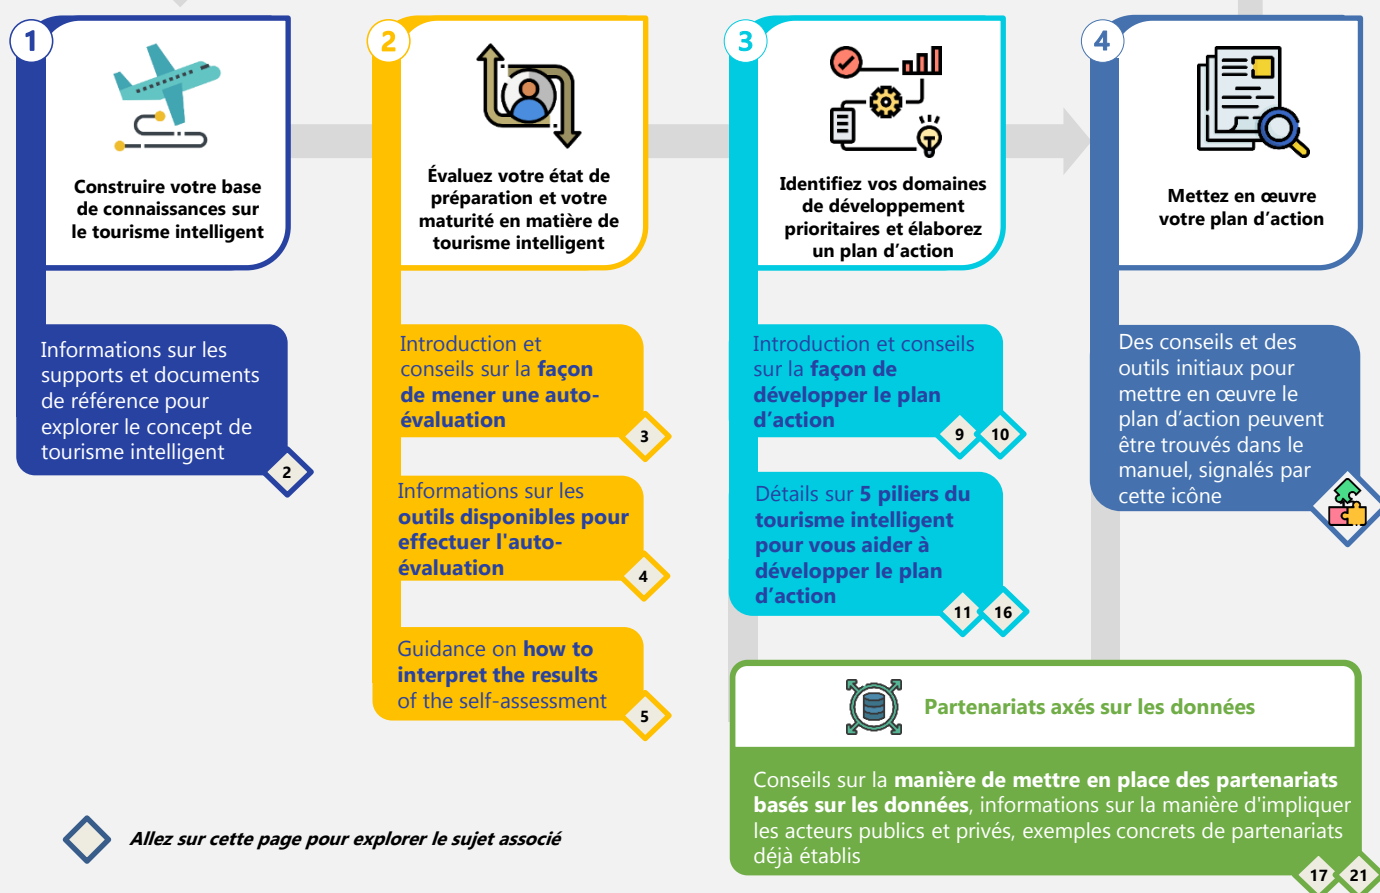 1
Construire votre base
de connaissances sur
le tourisme intelligent
Informations sur les
supports et documents
de référence pour
explorer le concept de
tourisme intelligent
2
2
Évaluez votre état de
préparation et votre
maturité en matière de
tourisme intelligent
Introduction et
conseils sur la façon
de mener une auto-
évaluation
3
Informations sur les
outils disponibles pour
effectuer l'auto-
évaluation
4
Guidance on how to
interpret the results
of the self-assessment
5
3
Identifiez vos domaines
de développement
prioritaires et élaborez
un plan d’action
Introduction et conseils
sur la façon de
développer le plan
d’action
9 10
Détails sur 5 piliers du
tourisme intelligent
pour vous aider à
développer le plan
d’action
11 16
4
Mettez en œuvre
votre plan d’action
Des conseils et des
outils initiaux pour
mettre en œuvre le
plan d’action peuvent
être trouvés dans le
manuel, signalés par
cette icône
Partenariats axés sur les données
Conseils sur la manière de mettre en place des partenariats
basés sur les données, informations sur la manière d'impliquer
les acteurs publics et privés, exemples concrets de partenariats
déjà établis
17 21
Allez sur cette page pour explorer le sujet associé